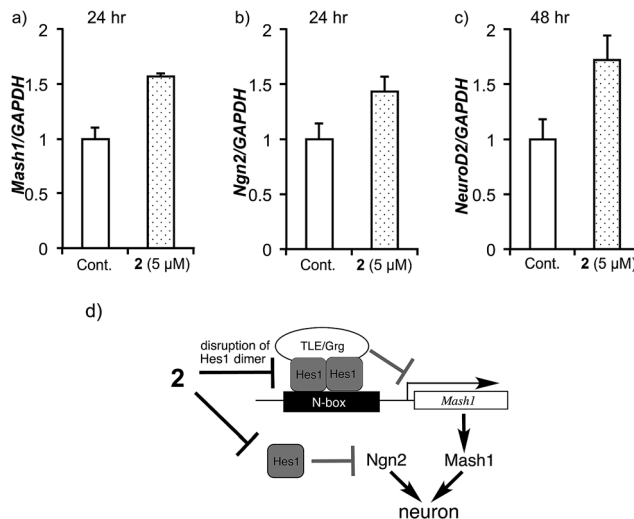 a) 24 hr
Mash1/GAPDH
2
1.5
1
0.5
0
Cont. 2 (5 µM)
b) 24 hr
Ngn2/GAPDH
2
1.5
1
0.5
0
Cont. 2 (5 µM)
c) 48 hr
NeuroD2/GAPDH
2
1.5
1
0.5
0
Cont. 2 (5 µM)
d)
disruption of
Hes1 dimer
TLE/Grg
2
Hes1 Hes1
N-box
Mash1
Hes1
Ngn2
Mash1
neuron